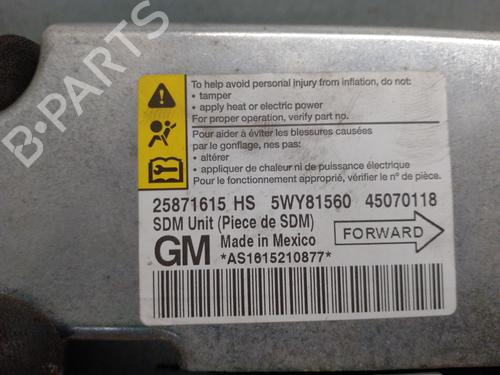 B-PARTS
To help avoid personal injury from inflation, do not:
• tamper
• apply heat or electric power
For proper operation, verify part no.
Pour aider à éviter les blessures causées
par le gonflage, nes pas:
• altérer
• appliquer de chaleur ni de puissance électrique
Pour le fonctionnement approprié, vérifier le nº de pièce.
25871615 HS 5WY81560 45070118
SDM Unit (Piece de SDM)
GM Made in Mexico
FORWARD
*AS1615210877*